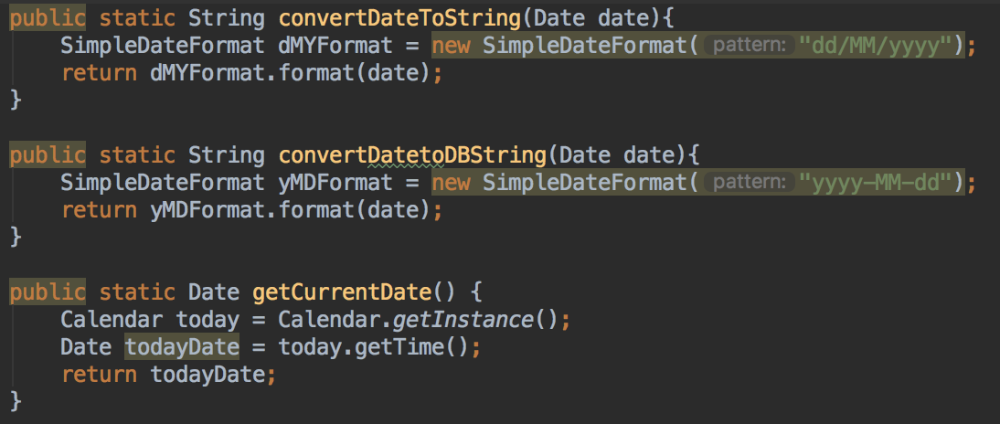 public static String convertDateToString(Date date){
    SimpleDateFormat dMYFormat = new SimpleDateFormat( pattern: "dd/MM/yyyy");
    return dMYFormat.format(date);
}

public static String convertDatetoDBString(Date date){
    SimpleDateFormat yMDFormat = new SimpleDateFormat( pattern: "yyyy-MM-dd");
    return yMDFormat.format(date);
}

public static Date getCurrentDate() {
    Calendar today = Calendar.getInstance();
    Date todayDate = today.getTime();
    return todayDate;
}